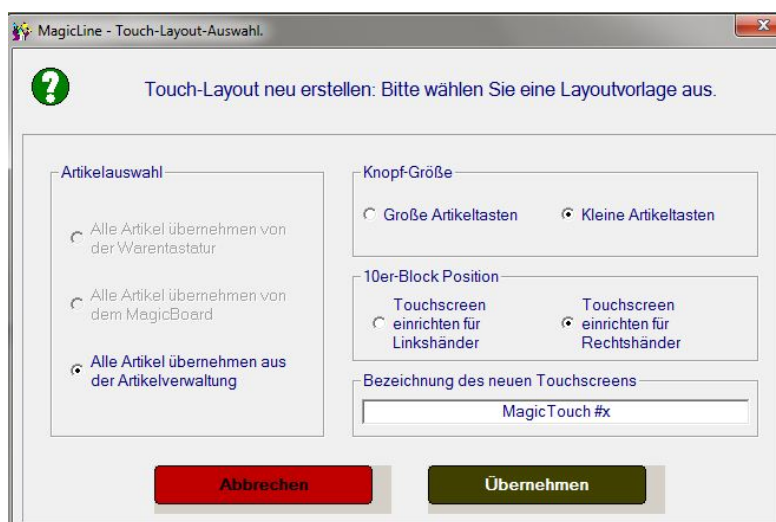 MagicLine - Touch-Layout-Auswahl.
Touch-Layout neu erstellen: Bitte wählen Sie eine Layoutvorlage aus.
Artikelauswahl
Alle Artikel übernehmen von
der Warentastatur
Alle Artikel übernehmen von
dem MagicBoard
Alle Artikel übernehmen aus
der Artikelverwaltung
Knopf-Größe
Große Artikeltasten
Kleine Artikeltasten
10er-Block Position
Touchscreen
einrichten für
Linkshänder
Touchscreen
einrichten für
Rechtshänder
Bezeichnung des neuen Touchscreens
MagicTouch #x
Abbrechen
Übernehmen